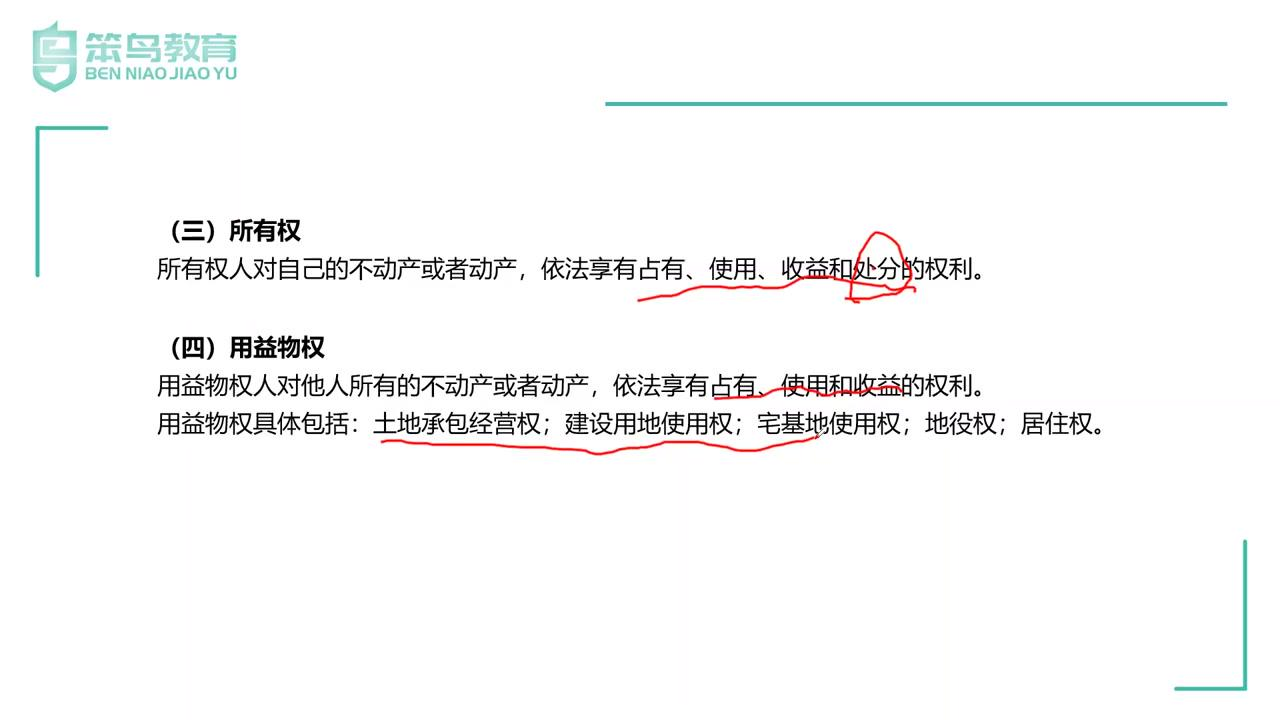 笨鸟教育
BEN NIAO JIAO YU
（三）所有权
所有权人对自己的不动产或者动产，依法享有占有、使用、收益和处分的权利。
（四）用益物权
用益物权人对他人所有的不动产或者动产，依法享有占有、使用和收益的权利。
用益物权具体包括：土地承包经营权；建设用地使用权；宅基地使用权；地役权；居住权。